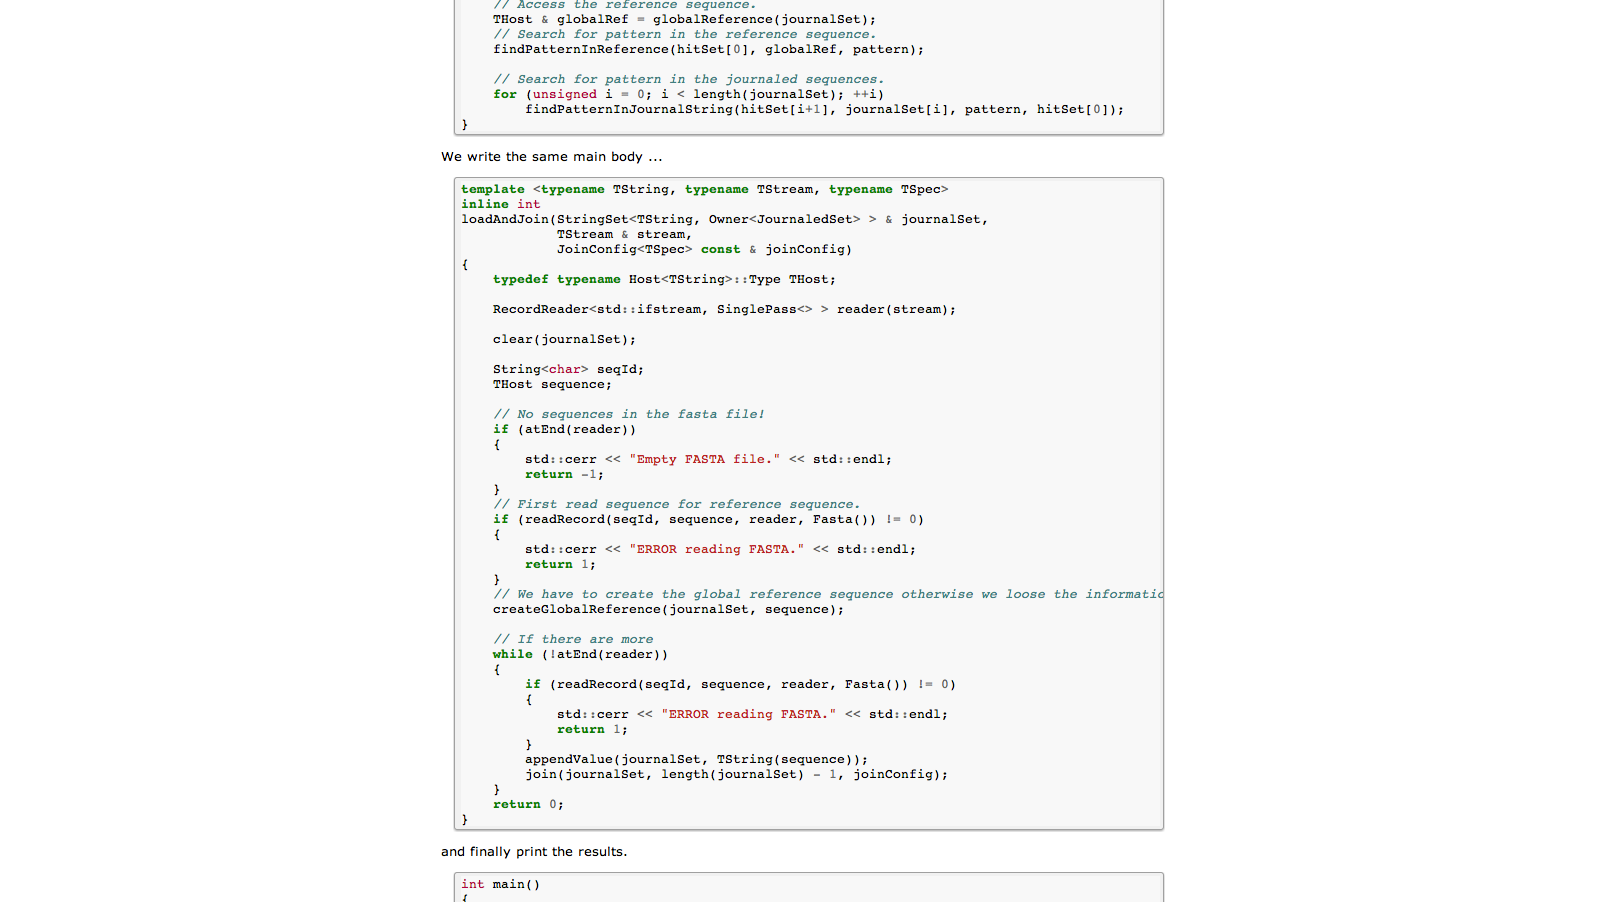 // Access the reference sequence.
    THost & globalRef = globalReference(journalSet);
    // Search for pattern in the reference sequence.
    findPatternInReference(hitSet[0], globalRef, pattern);

    // Search for pattern in the journaled sequences.
    for (unsigned i = 0; i < length(journalSet); ++i)
        findPatternInJournalString(hitSet[i+1], journalSet[i], pattern, hitSet[0]);
}
We write the same main body ...
template <typename TString, typename TStream, typename TSpec>
inline int
loadAndJoin(StringSet<TString, Owner<JournaledSet> > & journalSet,
            TStream & stream,
            JoinConfig<TSpec> const & joinConfig)
{
    typedef typename Host<TString>::Type THost;

    RecordReader<std::ifstream, SinglePass<> > reader(stream);

    clear(journalSet);

    String<char> seqId;
    THost sequence;

    // No sequences in the fasta file!
    if (atEnd(reader))
    {
        std::cerr << "Empty FASTA file." << std::endl;
        return -1;
    }
    // First read sequence for reference sequence.
    if (readRecord(seqId, sequence, reader, Fasta()) != 0)
    {
        std::cerr << "ERROR reading FASTA." << std::endl;
        return 1;
    }
    // We have to create the global reference sequence otherwise we loose the informatic
    createGlobalReference(journalSet, sequence);

    // If there are more
    while (!atEnd(reader))
    {
        if (readRecord(seqId, sequence, reader, Fasta()) != 0)
        {
            std::cerr << "ERROR reading FASTA." << std::endl;
            return 1;
        }
        appendValue(journalSet, TString(sequence));
        join(journalSet, length(journalSet) - 1, joinConfig);
    }
    return 0;
}
and finally print the results.
int main()
{